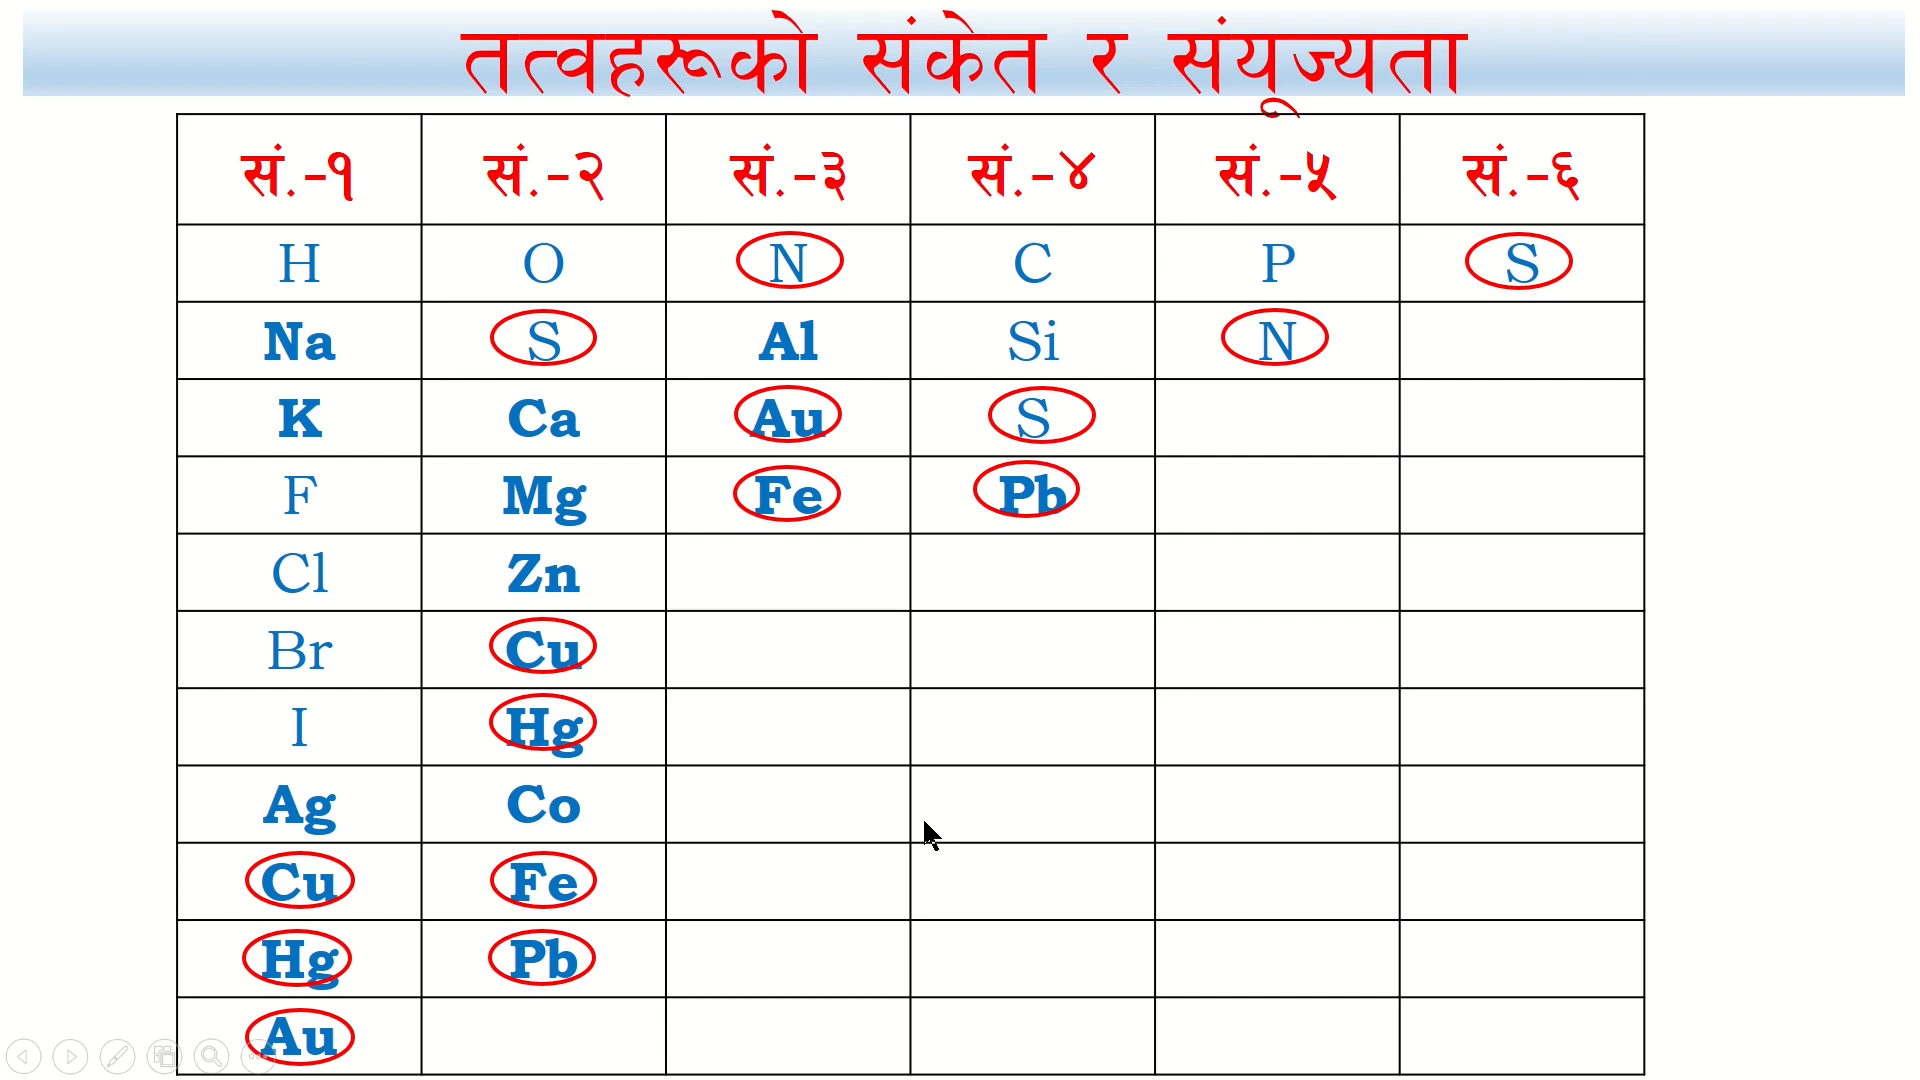 तत्वहरूको संकेत र संयूज्यता
सं.-१ सं.-२ सं.-३ सं.-४ सं.-५ सं.-६
H O N C P S
Na S Al Si N
K Ca Au S
F Mg Fe Pb
Cl Zn
Br Cu
I Hg
Ag Co
Cu Fe
Hg Pb
Au